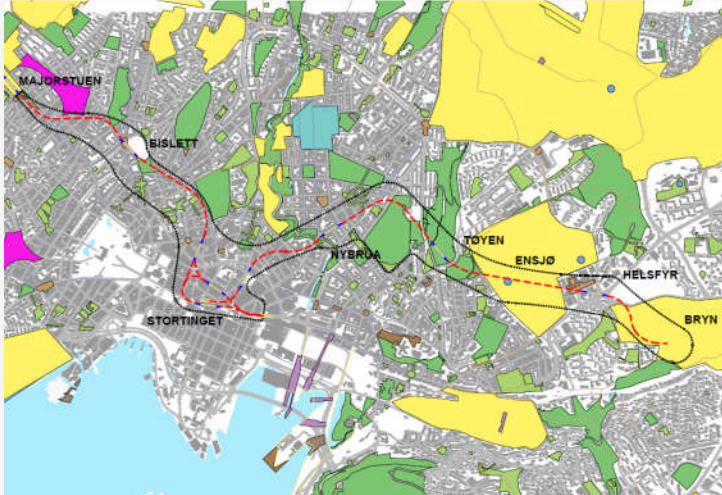 MAJORSTUEN
BISLETT
TØYEN
NYBRUA
ENSJØ
HELSFYR
STORTINGET
BRYN